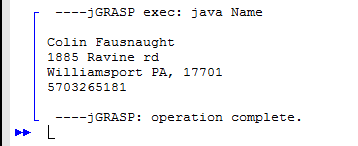 ----jGRASP exec: java Name
Colin Fausnaught
1885 Ravine rd
Williamsport PA, 17701
5703265181
----jGRASP: operation complete.